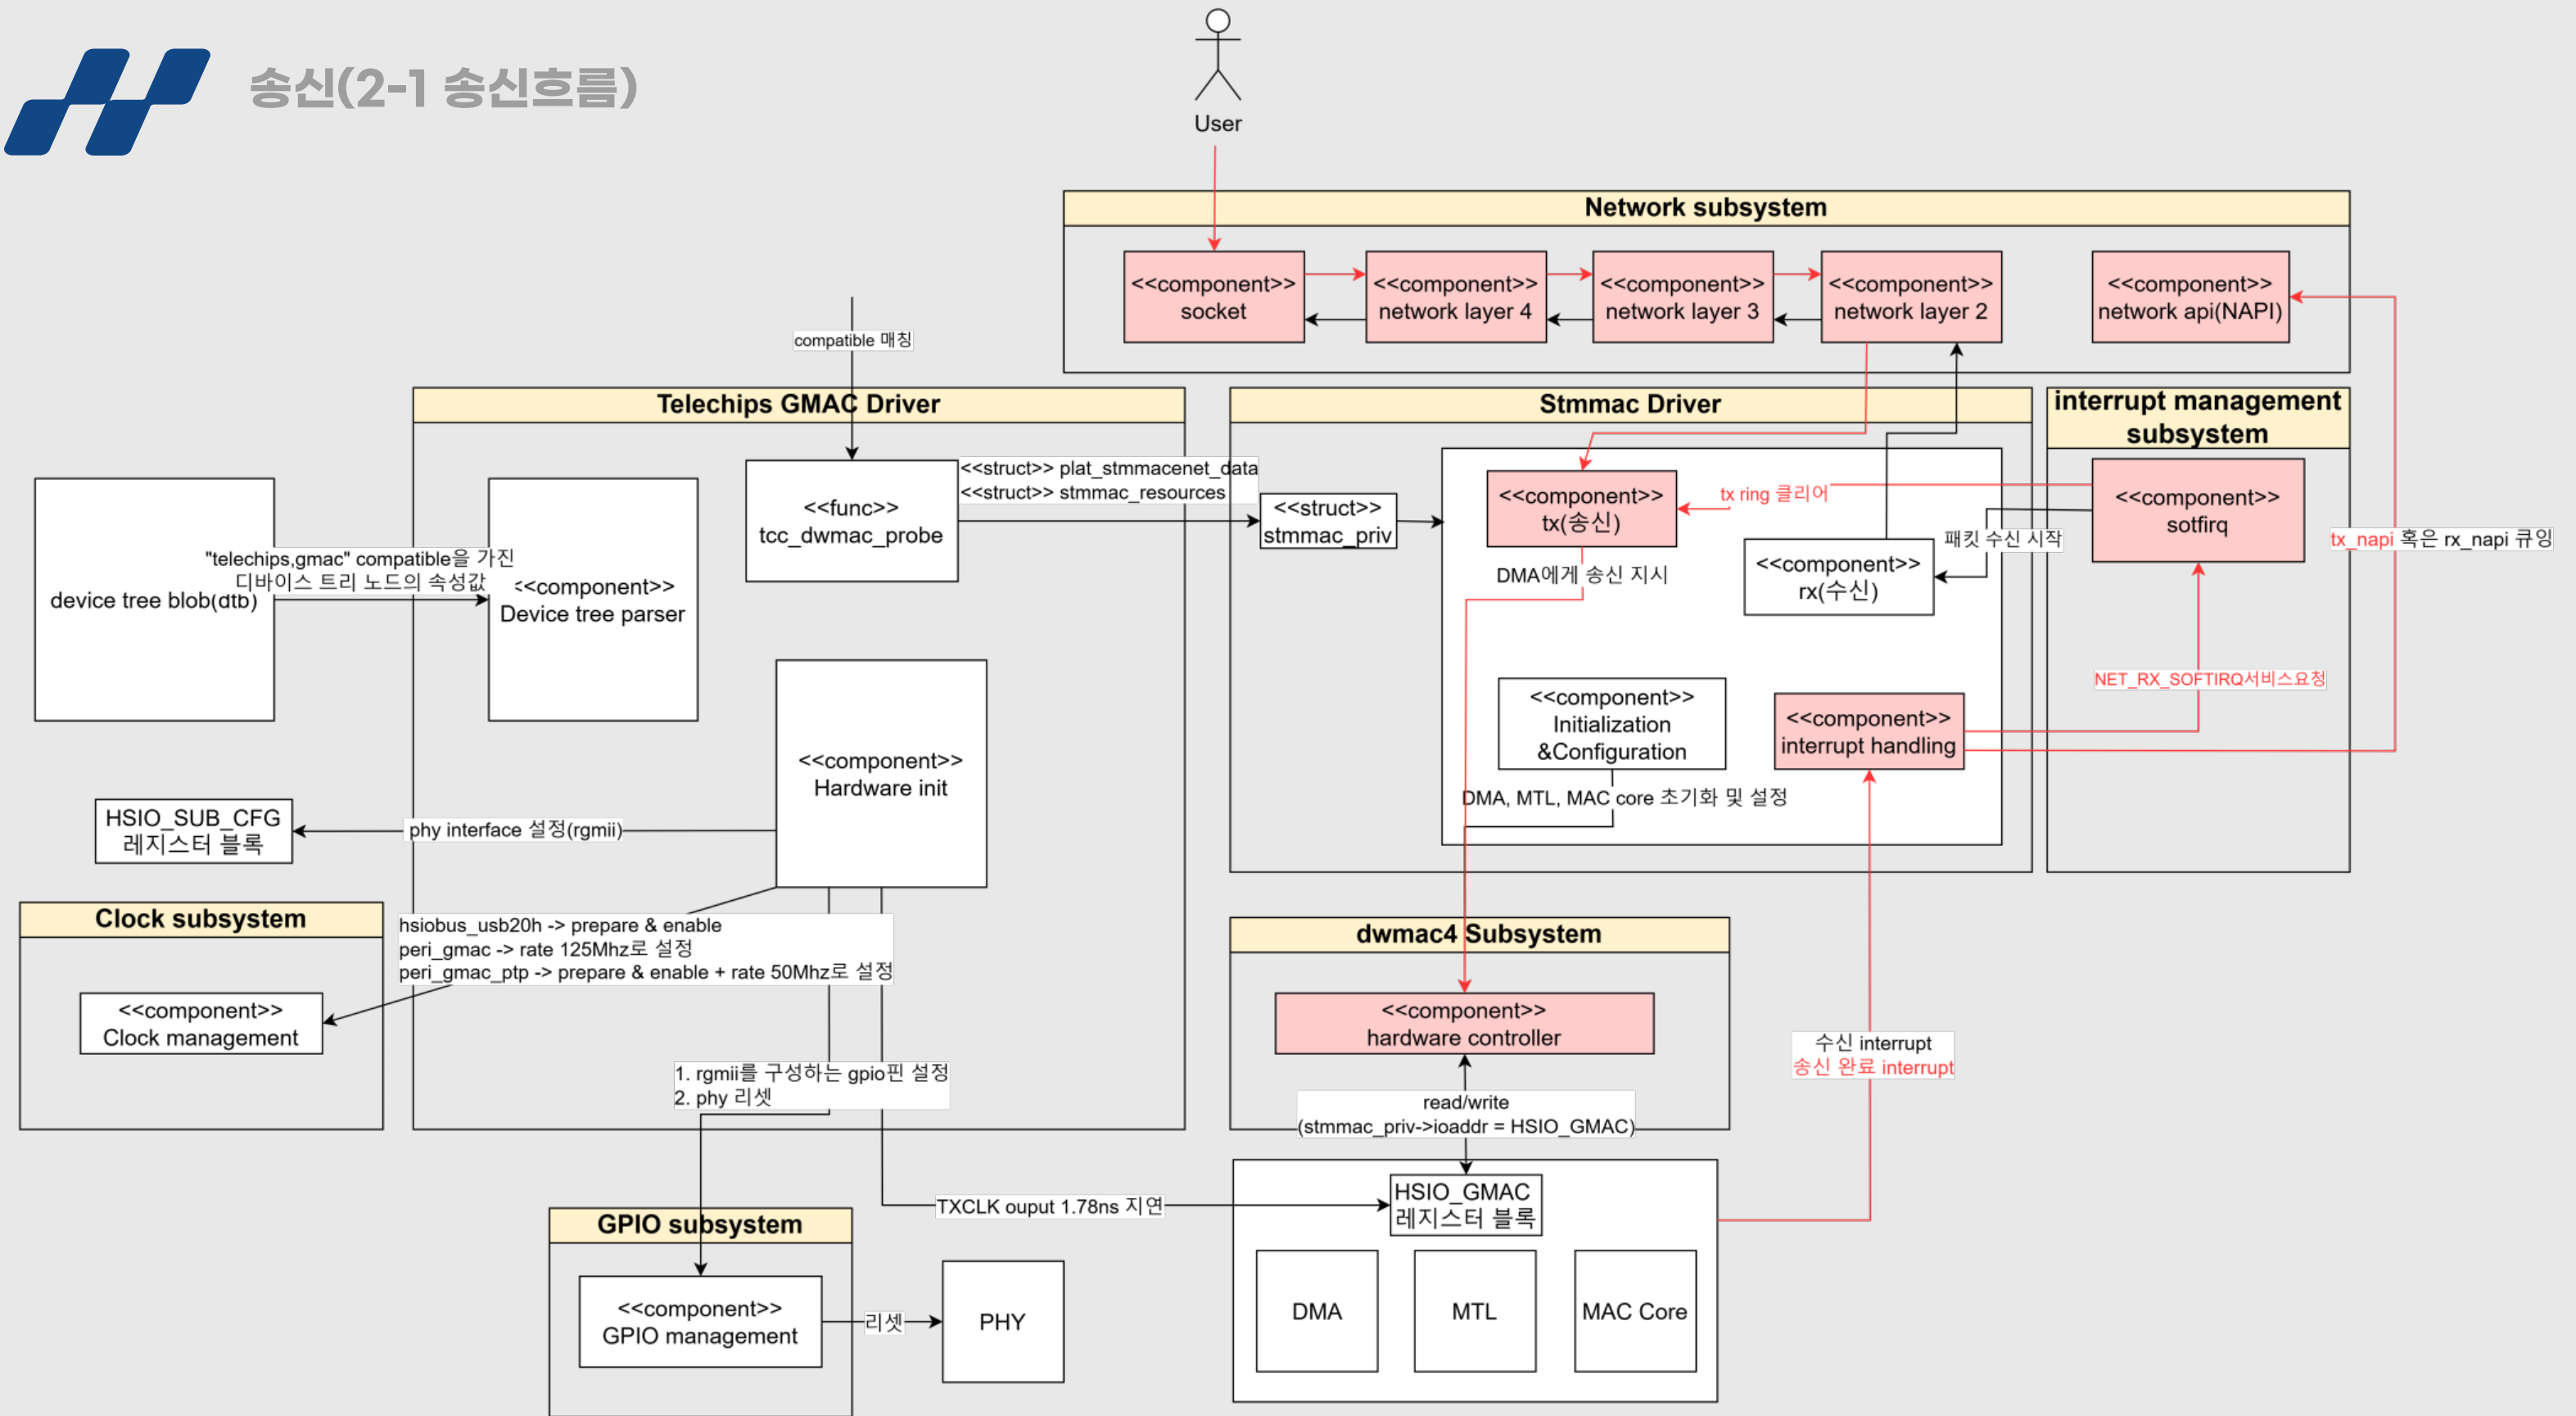 송신(2-1 송신흐름)
User
Network subsystem
<<component>>
socket
<<component>>
network layer 4
<<component>>
network layer 3
<<component>>
network layer 2
<<component>>
network api(NAPI)
compatible 매칭
Telechips GMAC Driver
Stmmac Driver
interrupt management
subsystem
<<func>>
tcc_dwmac_probe
<<struct>> plat_stmmacenet_data
<<struct>> stmmac_resources
<<struct>>
stmmac_priv
<<component>>
tx(송신)
tx ring 클리어
<<component>>
sotfirq
패킷 수신 시작
tx_napi 혹은 rx_napi 큐잉
"telechips,gmac" compatible을 가진
디바이스 트리 노드의 속성값
device tree blob(dtb)
<<component>>
Device tree parser
DMA에게 송신 지시
<<component>>
rx(수신)
NET_RX_SOFTIRQ서비스요청
<<component>>
Hardware init
<<component>>
Initialization
&Configuration
<<component>>
interrupt handling
DMA, MTL, MAC core 초기화 및 설정
HSIO_SUB_CFG
레지스터 블록
phy interface 설정(rgmii)
Clock subsystem
hsiobus_usb20h -> prepare & enable
peri_gmac -> rate 125Mhz로 설정
peri_gmac_ptp -> prepare & enable + rate 50Mhz로 설정
<<component>>
Clock management
dwmac4 Subsystem
<<component>>
hardware controller
수신 interrupt
송신 완료 interrupt
1. rgmii를 구성하는 gpio핀 설정
2. phy 리셋
read/write
(stmmac_priv->ioaddr = HSIO_GMAC)
TXCLK ouput 1.78ns 지연
HSIO_GMAC
레지스터 블록
GPIO subsystem
<<component>>
GPIO management
리셋
PHY
DMA
MTL
MAC Core